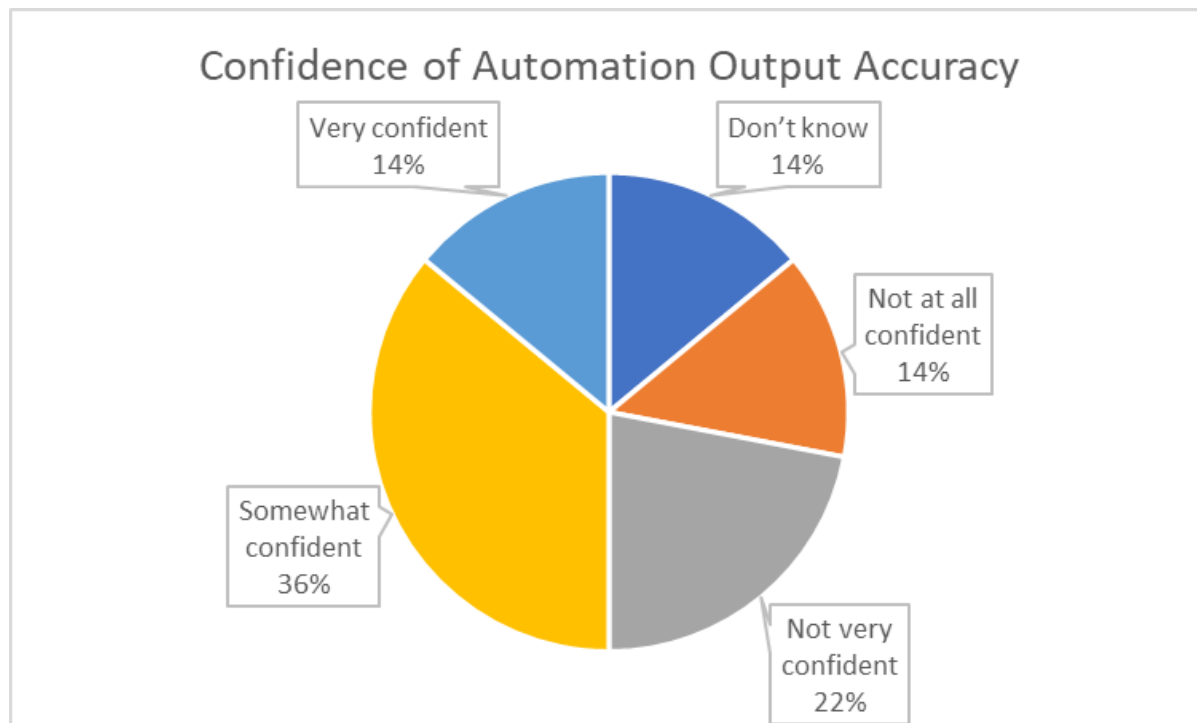 Confidence of Automation Output Accuracy
Very confident
14%
Don’t know
14%
Not at all
confident
14%
Somewhat
confident
36%
Not very
confident
22%